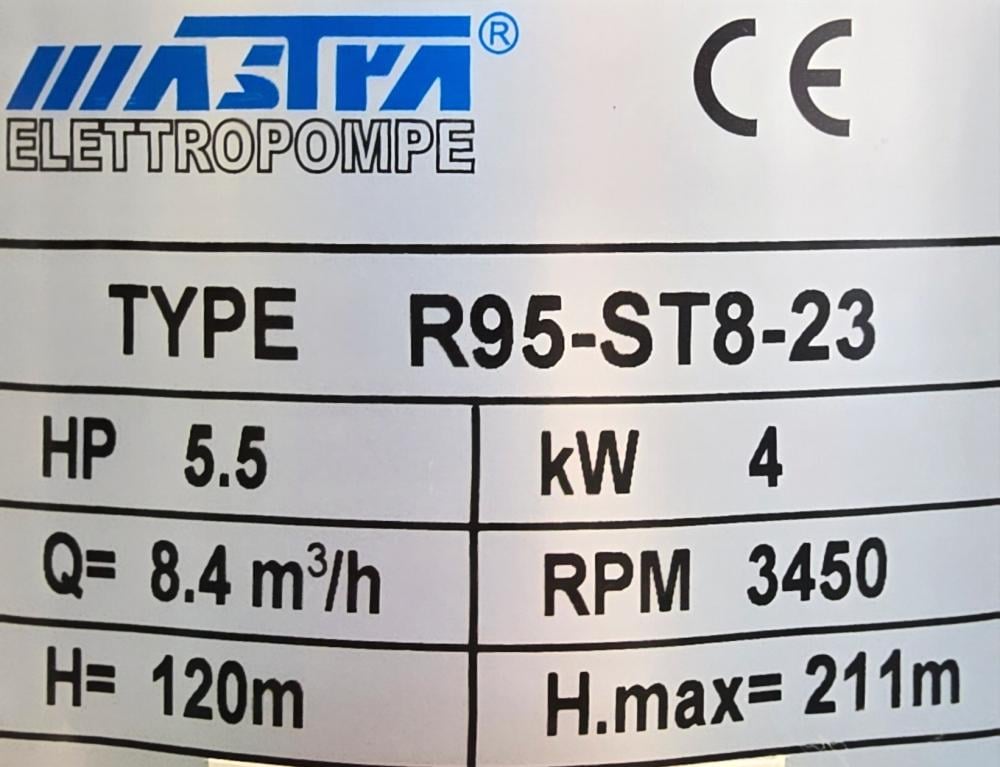 MASTRA®
CE
ELETTROPOMPE
TYPE R95-ST8-23
HP 5.5 kW 4
Q= 8.4 m³/h RPM 3450
H= 120m H.max= 211m